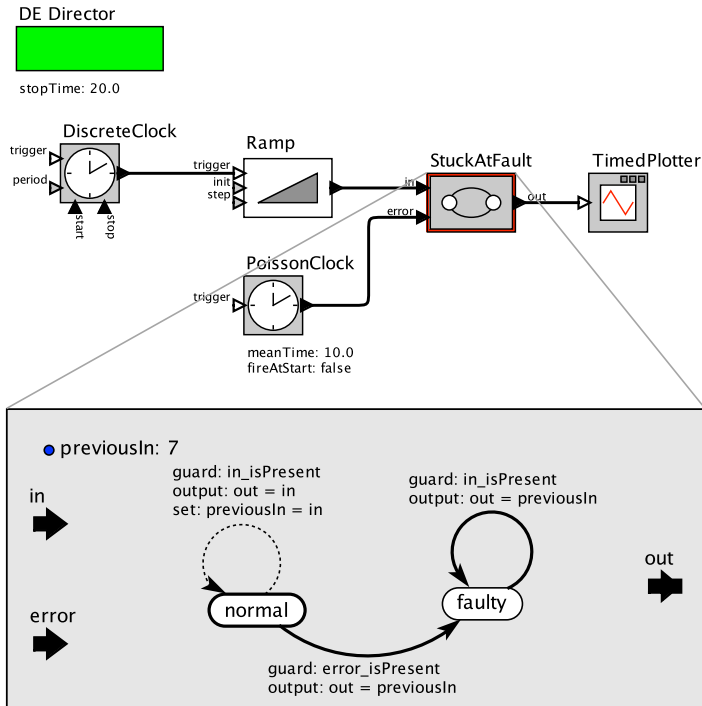 DE Director
stopTime: 20.0
DiscreteClock
trigger
period
start
stop
Ramp
trigger
init
step
StuckAtFault
in
error
out
TimedPlotter
PoissonClock
trigger
meanTime: 10.0
fireAtStart: false
previousIn: 7
guard: in_isPresent
output: out = in
set: previousIn = in
guard: in_isPresent
output: out = previousIn
in
out
error
normal
faulty
guard: error_isPresent
output: out = previousIn